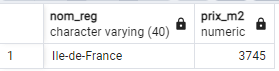 nom_reg
character varying (40)
prix_m2
numeric
1 Ile-de-France 3745